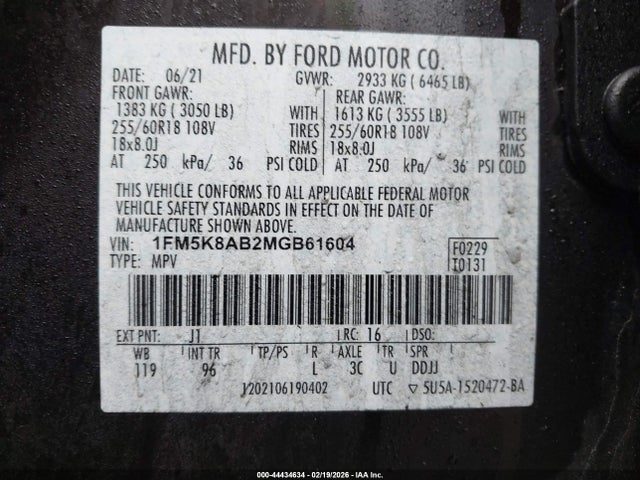 MFD. BY FORD MOTOR CO.
DATE: 06/21 GVWR: 2933 KG ( 6465 LB)
FRONT GAWR: REAR GAWR:
1383 KG ( 3050 LB) WITH 1613 KG ( 3555 LB) WITH
255/60R18 108V TIRES 255/60R18 108V TIRES
18x8.0J RIMS 18x8.0J RIMS
AT 250 kPa/ 36 PSI COLD AT 250 kPa/ 36 PSI COLD
THIS VEHICLE CONFORMS TO ALL APPLICABLE FEDERAL MOTOR
VEHICLE SAFETY STANDARDS IN EFFECT ON THE DATE OF
MANUFACTURE SHOWN ABOVE.
VIN: 1FM5K8AB2MGB61604 F0229
TYPE: MPV T0131
EXT PNT: J1 RC: 16 DSO:
WB INT TR TP/PS R AXLE TR SPR
119 96 L 3C U DDJJ
J202106190402 UTC ▽ 5U5A-1520472-BA
000-44434634 - 02/19/2026 - IAA Inc.